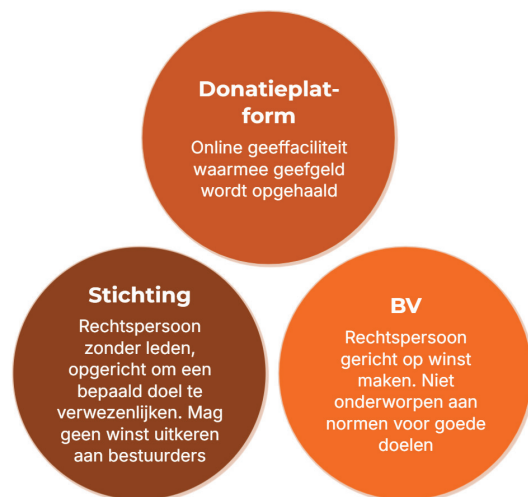 Donatieplat-
form
Online geeffaciliteit
waarmee geefgeld
wordt opgehaald
Stichting
Rechtspersoon
zonder leden,
opgericht om een
bepaald doel te
verwezenlijken. Mag
geen winst uitkeren
aan bestuurders
BV
Rechtspersoon
gericht op winst
maken. Niet
onderworpen aan
normen voor goede
doelen